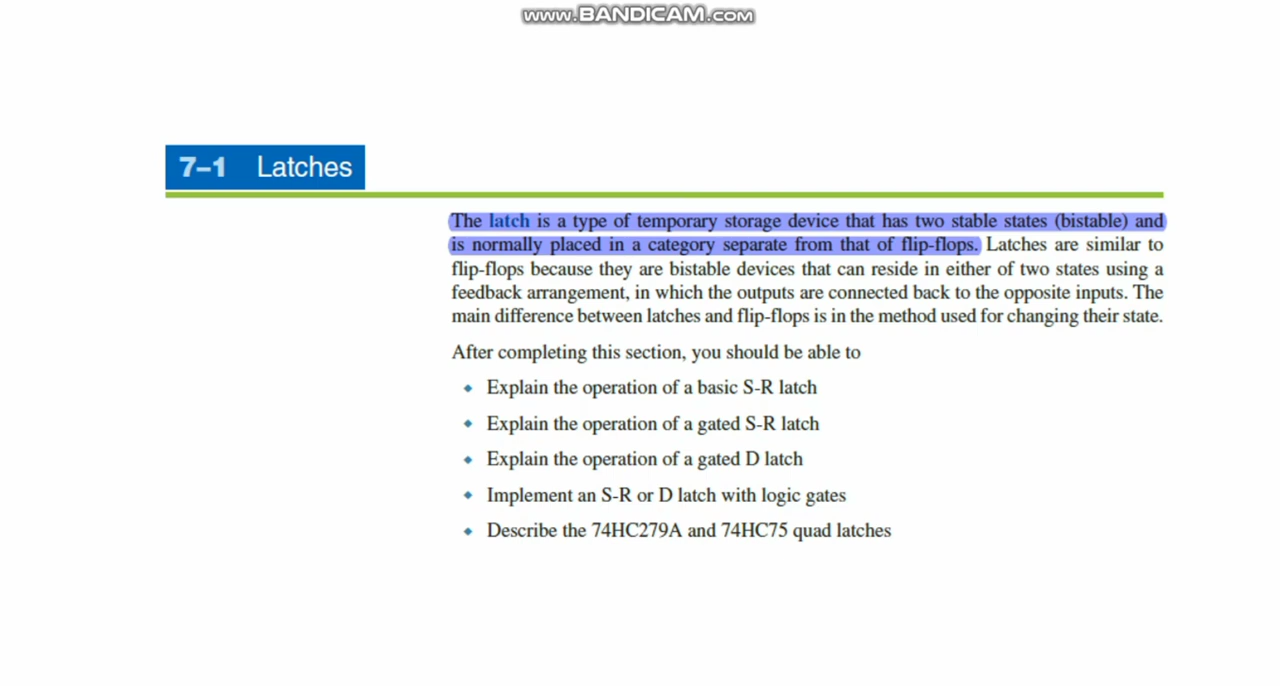 www.BANDICAM.com
7–1 Latches
The latch is a type of temporary storage device that has two stable states (bistable) and
is normally placed in a category separate from that of flip-flops. Latches are similar to
flip-flops because they are bistable devices that can reside in either of two states using a
feedback arrangement, in which the outputs are connected back to the opposite inputs. The
main difference between latches and flip-flops is in the method used for changing their state.
After completing this section, you should be able to
◆ Explain the operation of a basic S-R latch
◆ Explain the operation of a gated S-R latch
◆ Explain the operation of a gated D latch
◆ Implement an S-R or D latch with logic gates
◆ Describe the 74HC279A and 74HC75 quad latches